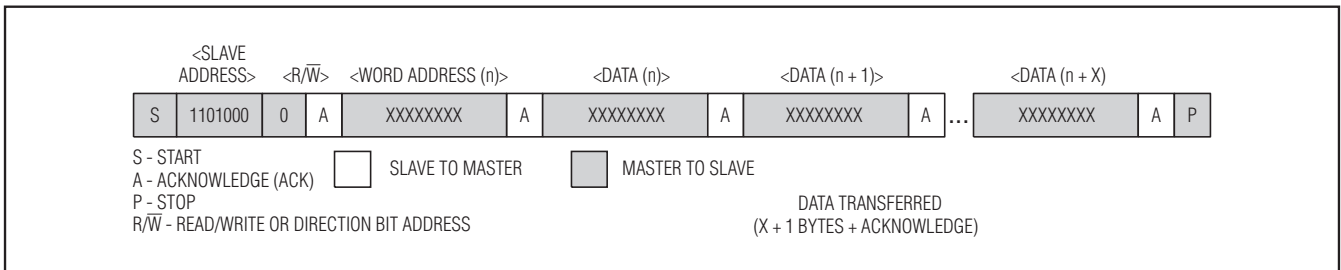 <SLAVE
ADDRESS> <R/W̅> <WORD ADDRESS (n)> <DATA (n)> <DATA (n + 1)> <DATA (n + X)
S 1101000 0 A XXXXXXXX A XXXXXXXX A XXXXXXXX A ... XXXXXXXX A P
S - START
A - ACKNOWLEDGE (ACK)
P - STOP
R/W̅ - READ/WRITE OR DIRECTION BIT ADDRESS
SLAVE TO MASTER
MASTER TO SLAVE
DATA TRANSFERRED
(X + 1 BYTES + ACKNOWLEDGE)